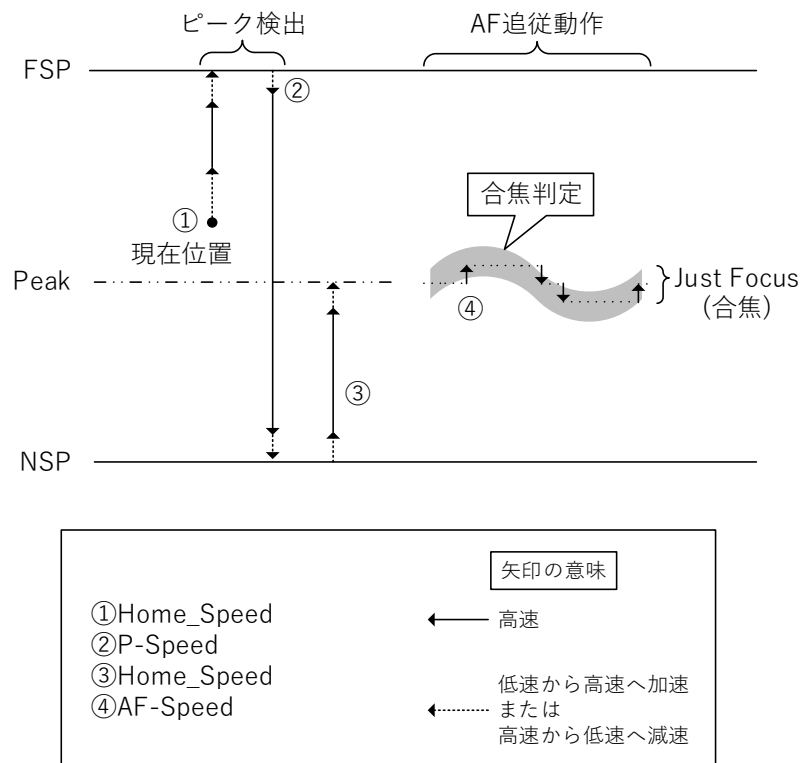 ピーク検出
AF追従動作
FSP
②
合焦判定
①
現在位置
Peak
Just Focus
(合焦)
④
③
NSP
矢印の意味
①Home_Speed
高速
②P-Speed
③Home_Speed
④AF-Speed
低速から高速へ加速
または
高速から低速へ減速